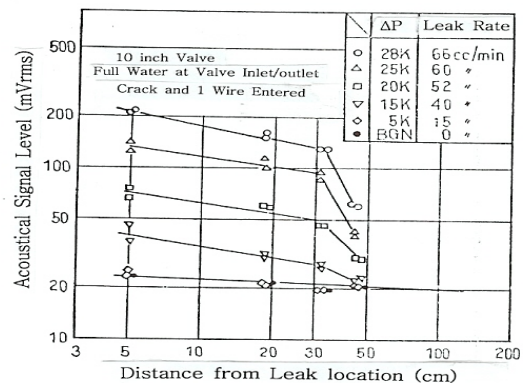 ΔP Leak Rate
○ 28K 66cc/min
△ 25K 60 〃
□ 20K 52 〃
▽ 15K 40 〃
◇ 5K 15 〃
● BGN 0 〃
10 inch Valve
Full Water at Valve Inlet/outlet
Crack and 1 Wire Entered
Acoustical Signal Level (mVrms)
500
200
100
50
20
10
3 5 10 20 30 50 100 200
Distance from Leak location (cm)